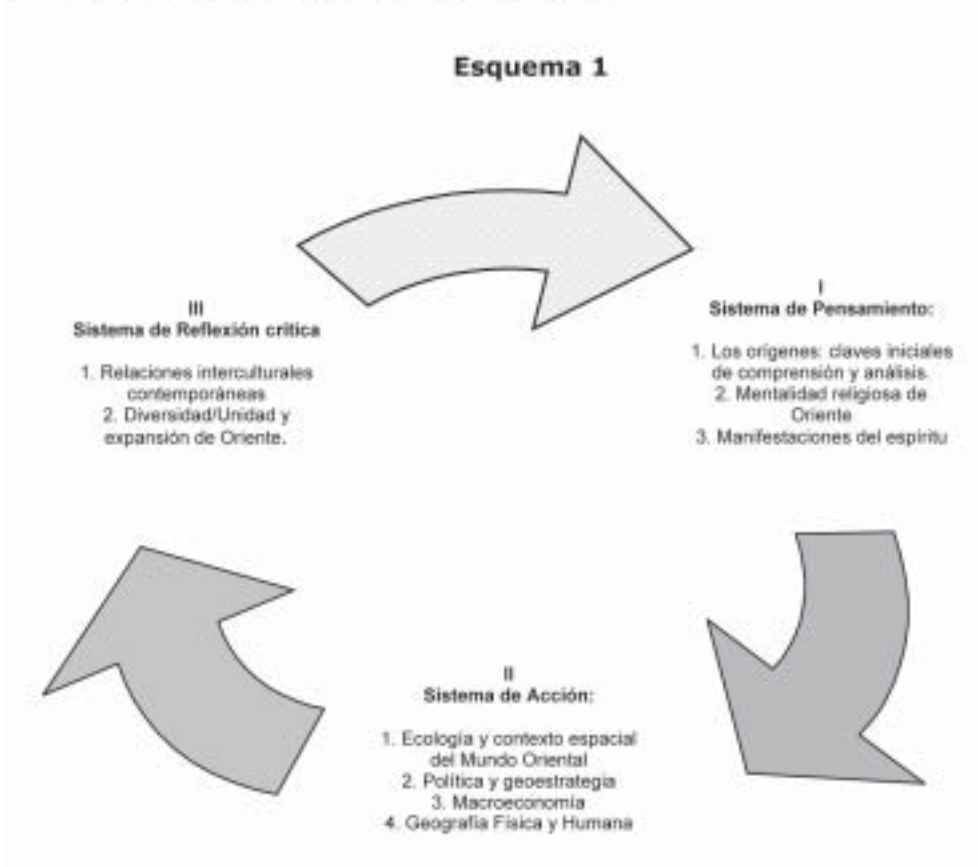 Esquema 1
I
Sistema de Pensamiento:
1. Los orígenes: claves iniciales
de comprensión y análisis.
2. Mentalidad religiosa de
Oriente
3. Manifestaciones del espíritu
II
Sistema de Acción:
1. Ecología y contexto espacial
del Mundo Oriental
2. Política y geoestrategia
3. Macroeconomía
4. Geografía Física y Humana
III
Sistema de Reflexión crítica
1. Relaciones interculturales
contemporáneas
2. Diversidad/Unidad y
expansión de Oriente.